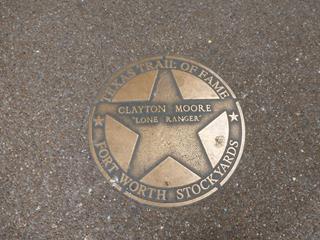 TEXAS TRAIL OF FAME
CLAYTON MOORE
"LONE RANGER"
FORT WORTH STOCKYARDS